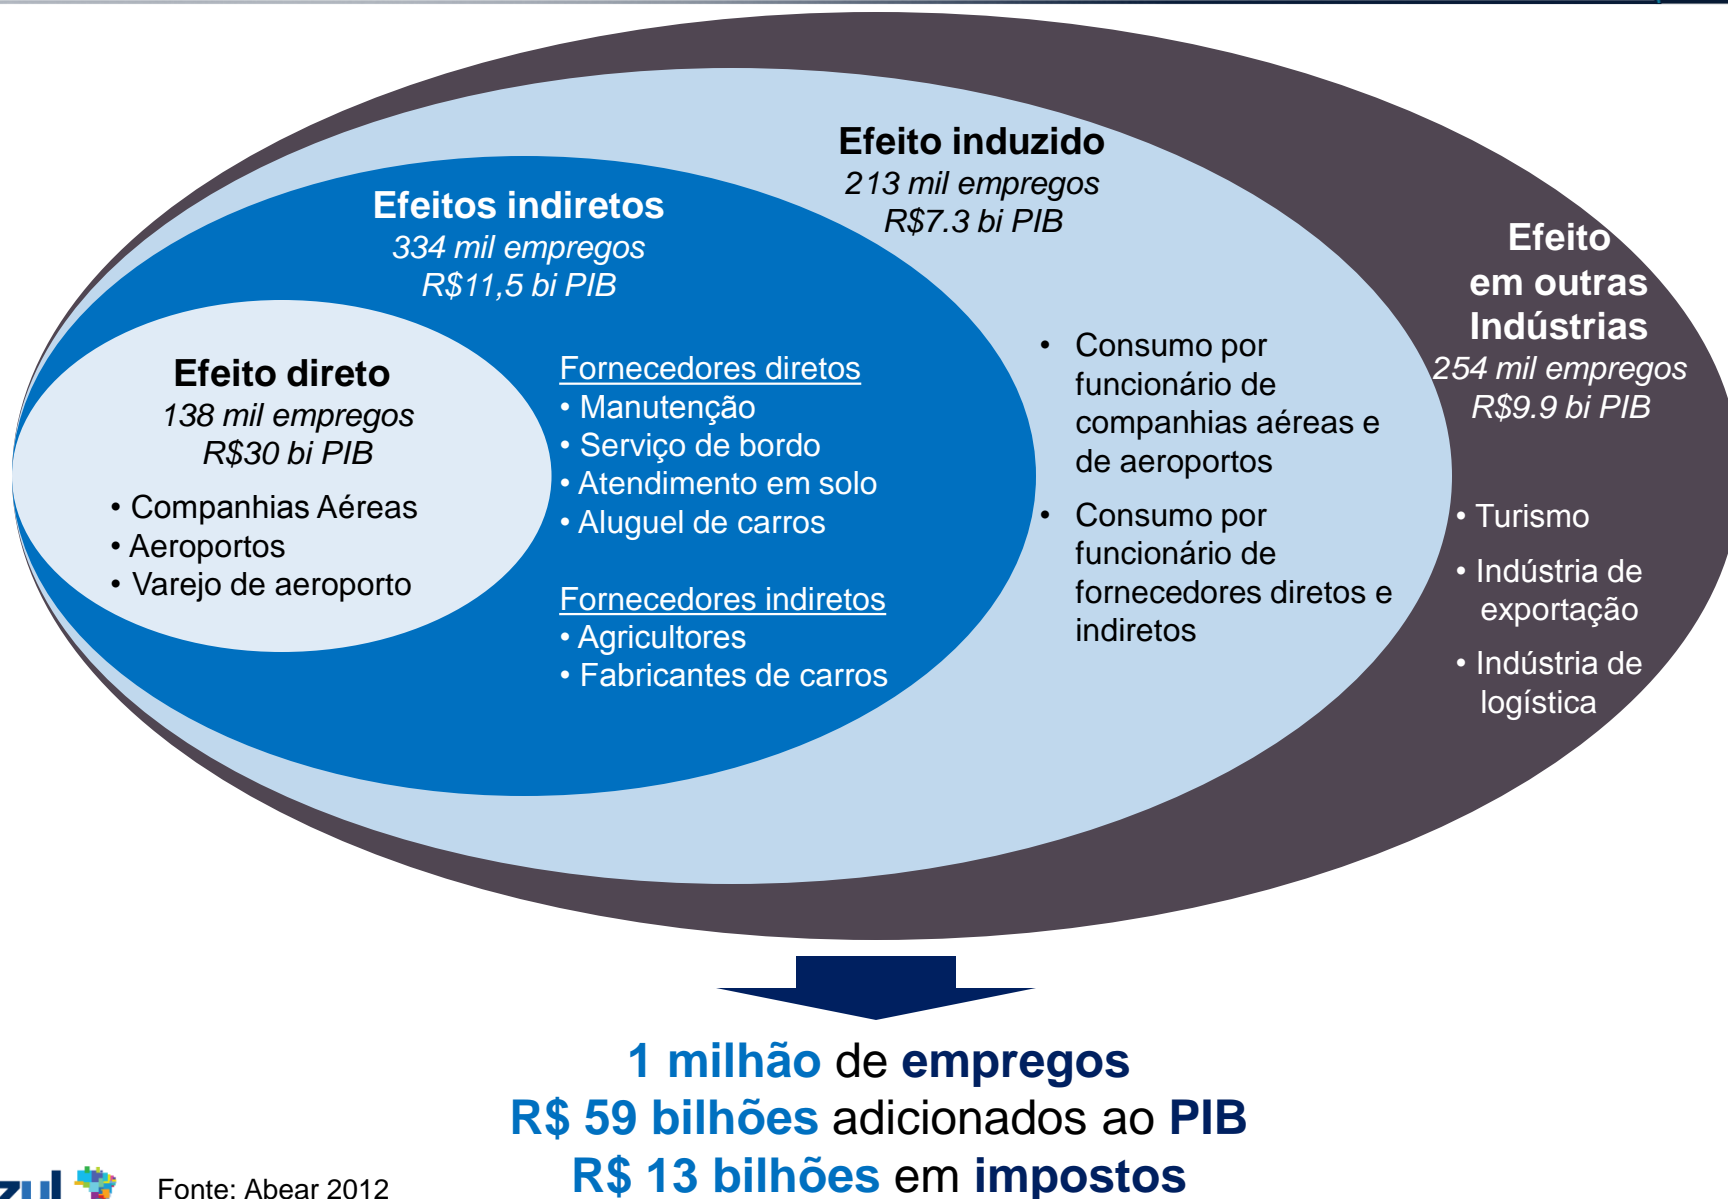 Efeito induzido
213 mil empregos
R$7.3 bi PIB
Efeitos indiretos
334 mil empregos
R$11,5 bi PIB
Efeito
em outras
Indústrias
254 mil empregos
R$9.9 bi PIB
Efeito direto
138 mil empregos
R$30 bi PIB
• Companhias Aéreas
• Aeroportos
• Varejo de aeroporto
Fornecedores diretos
• Manutenção
• Serviço de bordo
• Atendimento em solo
• Aluguel de carros
Fornecedores indiretos
• Agricultores
• Fabricantes de carros
• Consumo por
funcionário de
companhias aéreas e
de aeroportos
• Consumo por
funcionário de
fornecedores diretos e
indiretos
• Turismo
• Indústria de
exportação
• Indústria de
logística
1 milhão de empregos
R$ 59 bilhões adicionados ao PIB
R$ 13 bilhões em impostos
zul
Fonte: Abear 2012